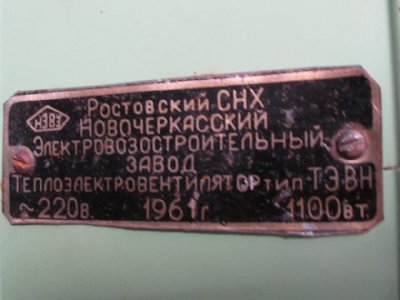 НЭВЗ
Ростовский СНХ
Новочеркасский
Электровозостроительный
завод
Теплоэлектровентилятор тип ТЭВН
~220в. 1961г 1100вт.